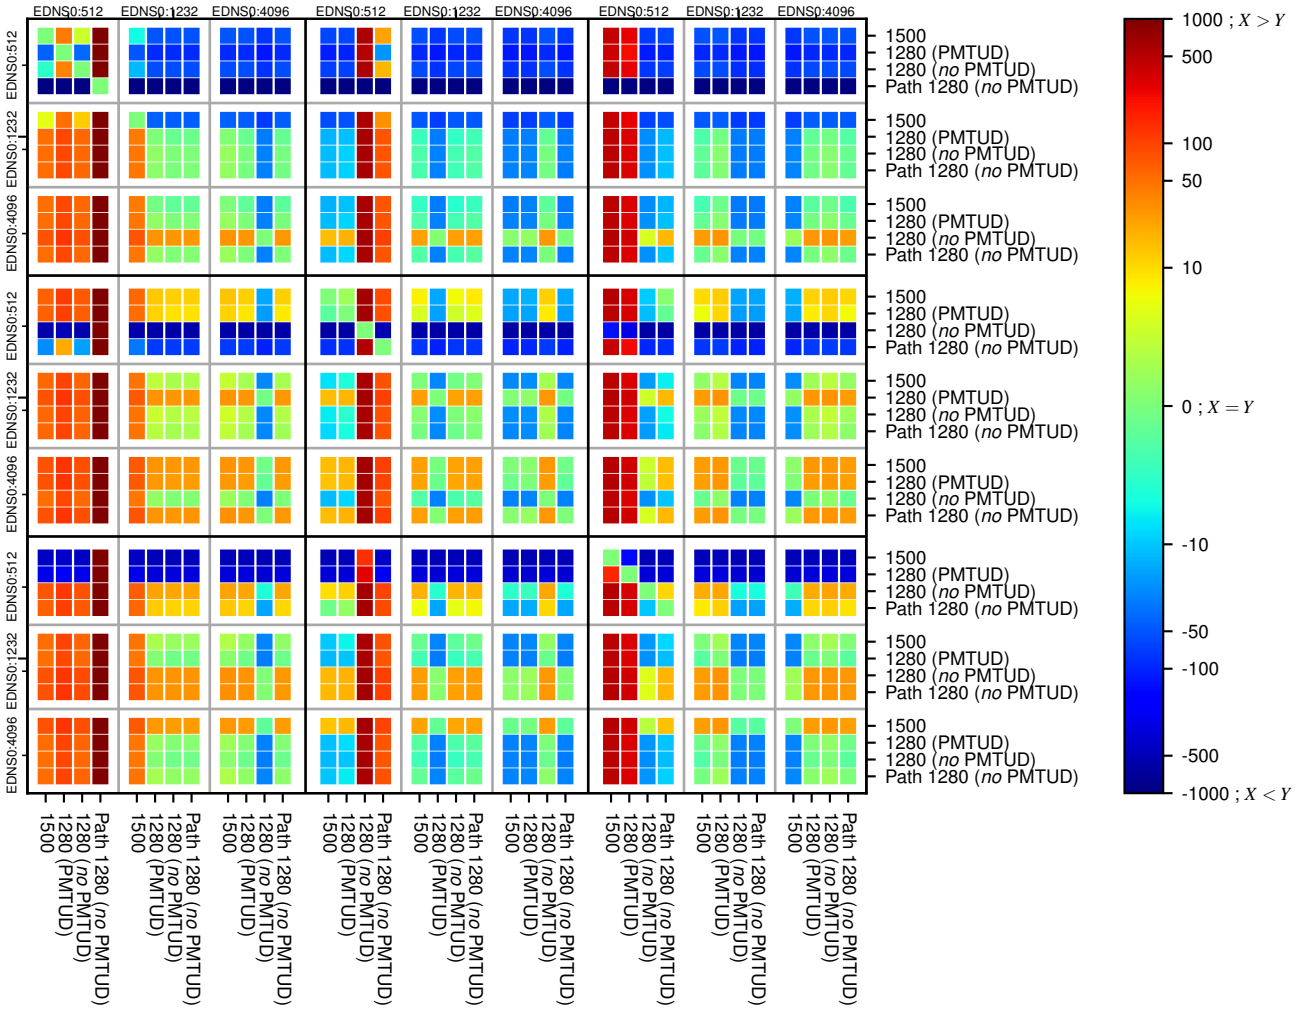 EDNS0:512 EDNS0:1232 EDNS0:4096 EDNS0:512 EDNS0:1232 EDNS0:4096 EDNS0:512 EDNS0:1232 EDNS0:4096
EDNS0:512
1500
1280 (PMTUD)
1280 (no PMTUD)
Path 1280 (no PMTUD)
EDNS0:1232
1500
1280 (PMTUD)
1280 (no PMTUD)
Path 1280 (no PMTUD)
EDNS0:4096
1500
1280 (PMTUD)
1280 (no PMTUD)
Path 1280 (no PMTUD)
EDNS0:512
1500
1280 (PMTUD)
1280 (no PMTUD)
Path 1280 (no PMTUD)
EDNS0:1232
1500
1280 (PMTUD)
1280 (no PMTUD)
Path 1280 (no PMTUD)
EDNS0:4096
1500
1280 (PMTUD)
1280 (no PMTUD)
Path 1280 (no PMTUD)
EDNS0:512
1500
1280 (PMTUD)
1280 (no PMTUD)
Path 1280 (no PMTUD)
EDNS0:1232
1500
1280 (PMTUD)
1280 (no PMTUD)
Path 1280 (no PMTUD)
EDNS0:4096
1500
1280 (PMTUD)
1280 (no PMTUD)
Path 1280 (no PMTUD)
1500
1280 (PMTUD)
1280 (no PMTUD)
Path 1280 (no PMTUD)
1500
1280 (PMTUD)
1280 (no PMTUD)
Path 1280 (no PMTUD)
1500
1280 (PMTUD)
1280 (no PMTUD)
Path 1280 (no PMTUD)
1500
1280 (PMTUD)
1280 (no PMTUD)
Path 1280 (no PMTUD)
1500
1280 (PMTUD)
1280 (no PMTUD)
Path 1280 (no PMTUD)
1500
1280 (PMTUD)
1280 (no PMTUD)
Path 1280 (no PMTUD)
1500
1280 (PMTUD)
1280 (no PMTUD)
Path 1280 (no PMTUD)
1500
1280 (PMTUD)
1280 (no PMTUD)
Path 1280 (no PMTUD)
1500
1280 (PMTUD)
1280 (no PMTUD)
Path 1280 (no PMTUD)
1000 ; X > Y
500
100
50
10
0 ; X = Y
-10
-50
-100
-500
-1000 ; X < Y